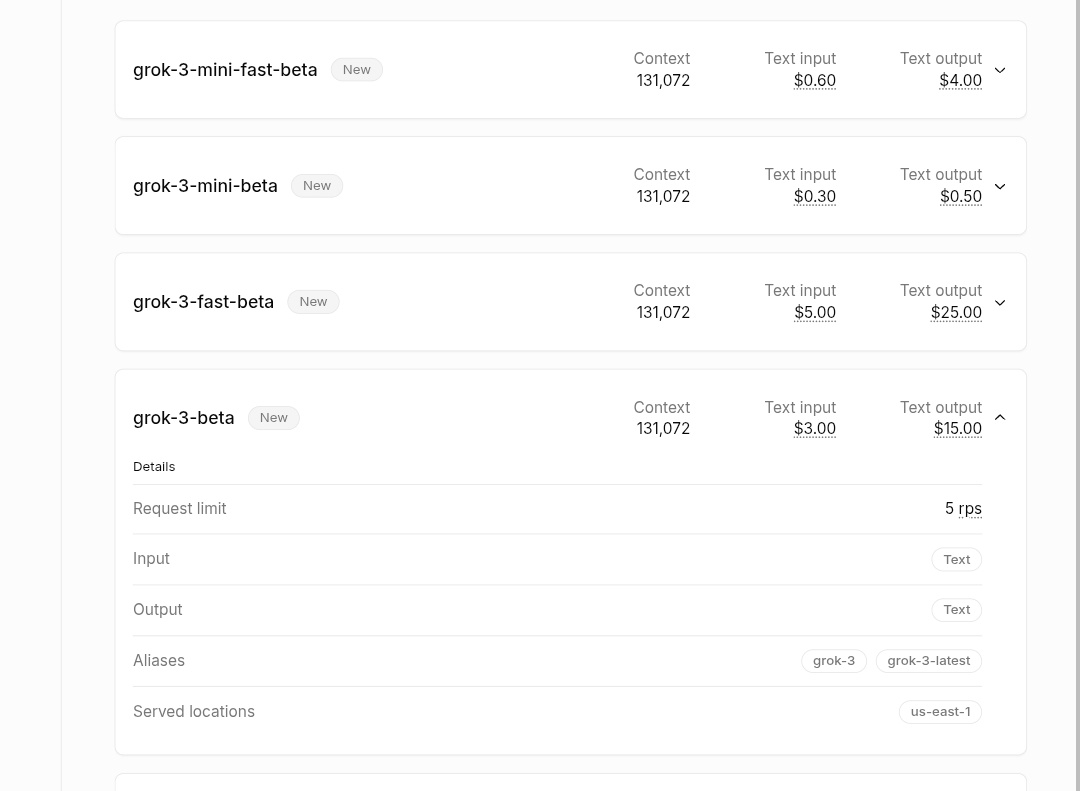 grok-3-mini-fast-beta New Context Text input Text output
131,072 $0.60 $4.00
grok-3-mini-beta New Context Text input Text output
131,072 $0.30 $0.50
grok-3-fast-beta New Context Text input Text output
131,072 $5.00 $25.00
grok-3-beta New Context Text input Text output
131,072 $3.00 $15.00
Details
Request limit 5 rps
Input Text
Output Text
Aliases grok-3 grok-3-latest
Served locations us-east-1